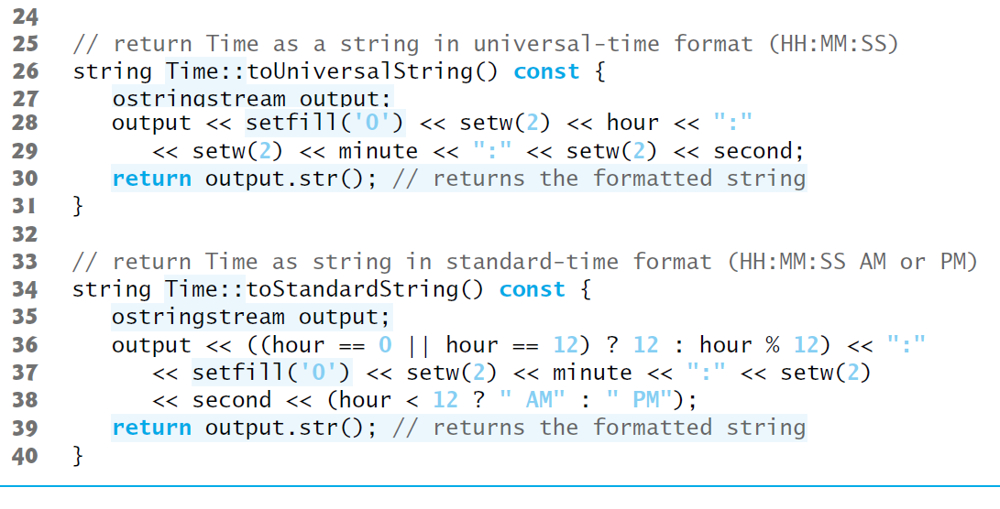 24
25 // return Time as a string in universal-time format (HH:MM:SS)
26 string Time::toUniversalString() const {
27 ostringstream output;
28 output << setfill('0') << setw(2) << hour << ":"
29 << setw(2) << minute << ":" << setw(2) << second;
30 return output.str(); // returns the formatted string
31 }
32
33 // return Time as string in standard-time format (HH:MM:SS AM or PM)
34 string Time::toStandardString() const {
35 ostringstream output;
36 output << ((hour == 0 || hour == 12) ? 12 : hour % 12) << ":"
37 << setfill('0') << setw(2) << minute << ":" << setw(2)
38 << second << (hour < 12 ? " AM" : " PM");
39 return output.str(); // returns the formatted string
40 }